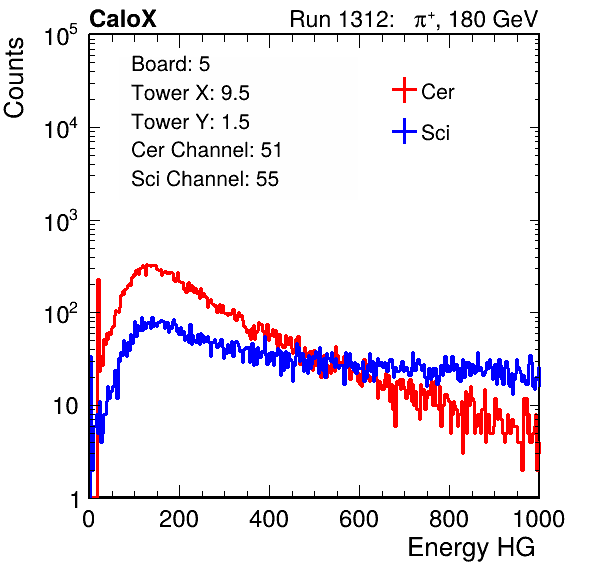 CaloX Run 1312: π⁺, 180 GeV
Counts
10⁵
10⁴
10³
10²
10
1
Board: 5
Tower X: 9.5
Tower Y: 1.5
Cer Channel: 51
Sci Channel: 55
Cer
Sci
0 200 400 600 800 1000
Energy HG